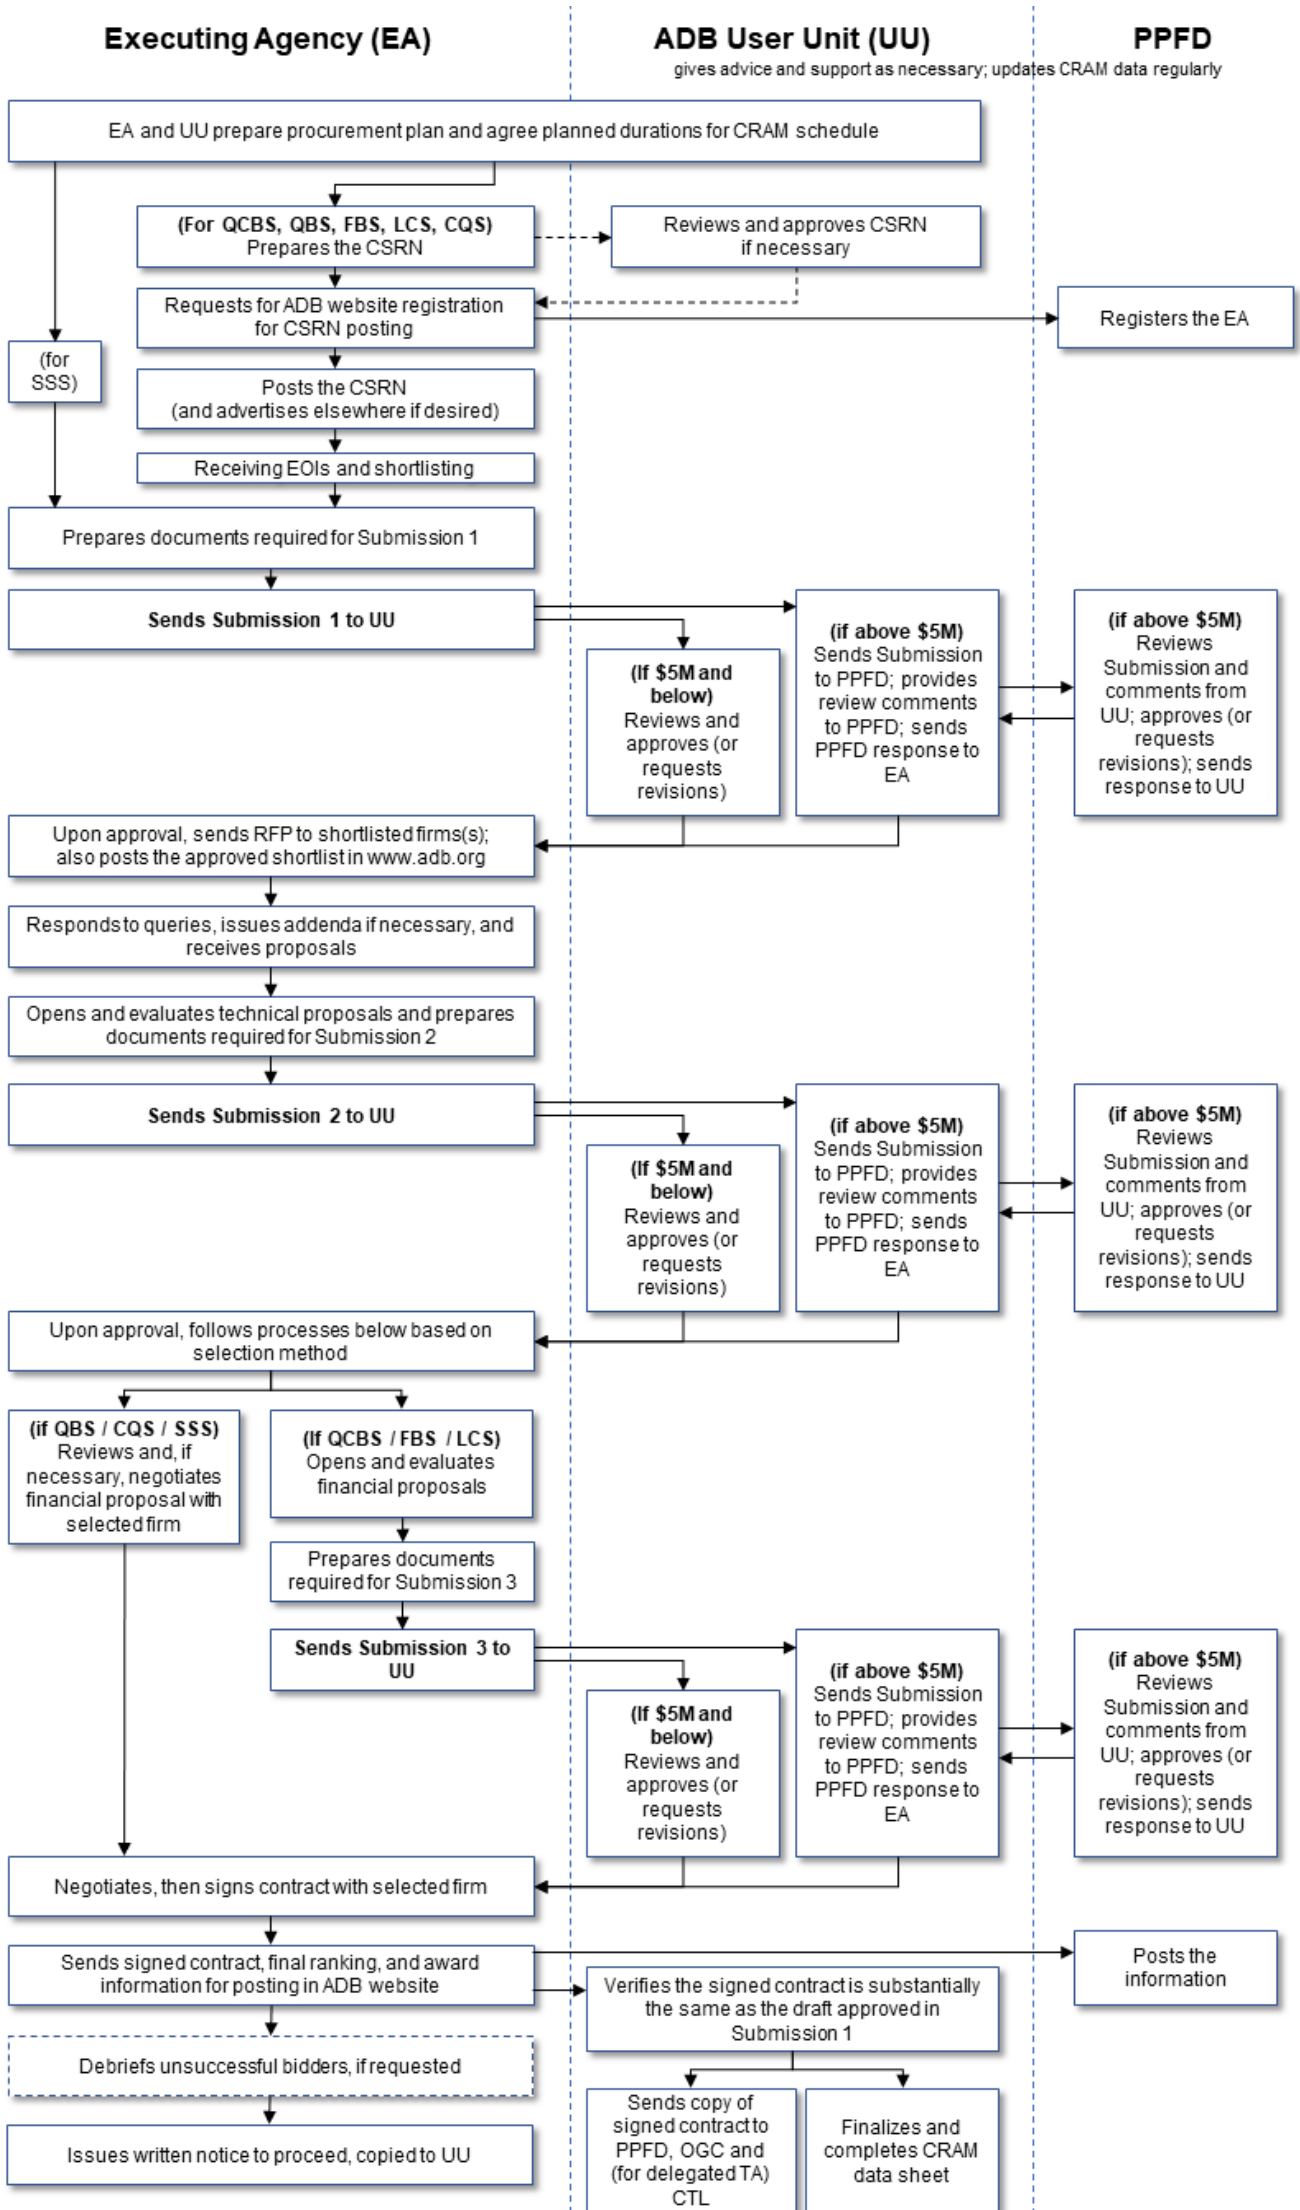 Executing Agency (EA)
ADB User Unit (UU)
PPFD
gives advice and support as necessary; updates CRAM data regularly
EA and UU prepare procurement plan and agree planned durations for CRAM schedule
(For QCBS, QBS, FBS, LCS, CQS)
Prepares the CSRN
Reviews and approves CSRN
if necessary
Requests for ADB website registration
for CSRN posting
Registers the EA
(for
SSS)
Posts the CSRN
(and advertises elsewhere if desired)
Receiving EOIs and shortlisting
Prepares documents required for Submission 1
Sends Submission 1 to UU
(If $5M and
below)
Reviews and
approves (or
requests
revisions)
(if above $5M)
Sends Submission
to PPFD; provides
review comments
to PPFD; sends
PPFD response to
EA
(if above $5M)
Reviews
Submission and
comments from
UU; approves (or
requests
revisions); sends
response to UU
Upon approval, sends RFP to shortlisted firms(s);
also posts the approved shortlist in www.adb.org
Responds to queries, issues addenda if necessary, and
receives proposals
Opens and evaluates technical proposals and prepares
documents required for Submission 2
Sends Submission 2 to UU
(If $5M and
below)
Reviews and
approves (or
requests
revisions)
(if above $5M)
Sends Submission
to PPFD; provides
review comments
to PPFD; sends
PPFD response to
EA
(if above $5M)
Reviews
Submission and
comments from
UU; approves (or
requests
revisions); sends
response to UU
Upon approval, follows processes below based on
selection method
(if QBS / CQS / SSS)
Reviews and, if
necessary, negotiates
financial proposal with
selected firm
(If QCBS / FBS / LCS)
Opens and evaluates
financial proposals
Prepares documents
required for Submission 3
Sends Submission 3 to
UU
(If $5M and
below)
Reviews and
approves (or
requests
revisions)
(if above $5M)
Sends Submission
to PPFD; provides
review comments
to PPFD; sends
PPFD response to
EA
(if above $5M)
Reviews
Submission and
comments from
UU; approves (or
requests
revisions); sends
response to UU
Negotiates, then signs contract with selected firm
Sends signed contract, final ranking, and award
information for posting in ADB website
Posts the
information
Verifies the signed contract is substantially
the same as the draft approved in
Submission 1
Debriefs unsuccessful bidders, if requested
Sends copy of
signed contract to
PPFD, OGC and
(for delegated TA)
CTL
Finalizes and
completes CRAM
data sheet
Issues written notice to proceed, copied to UU